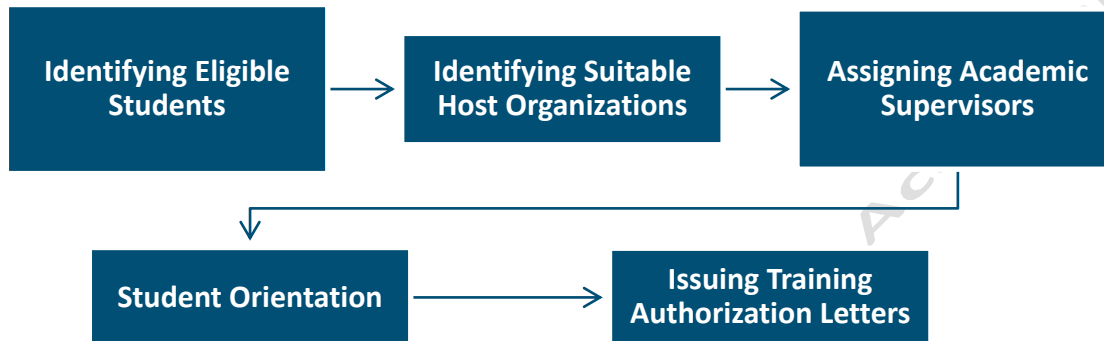 Identifying Eligible
Students
Identifying Suitable
Host Organizations
Assigning Academic
Supervisors
Student Orientation
Issuing Training
Authorization Letters